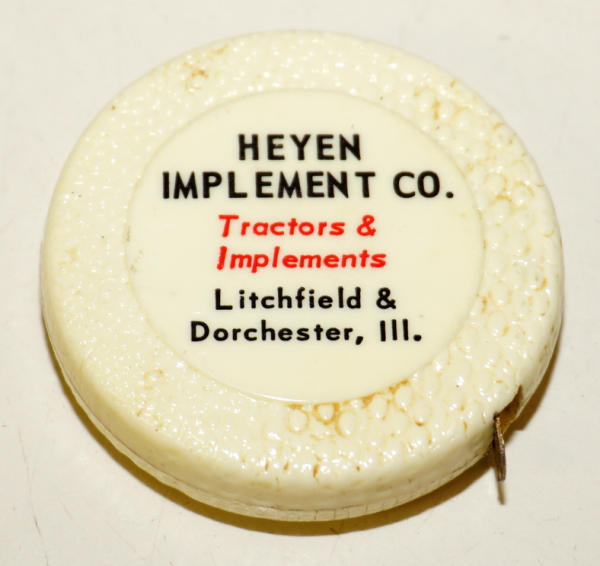 HEYEN
IMPLEMENT CO.
Tractors &
Implements
Litchfield &
Dorchester, Ill.